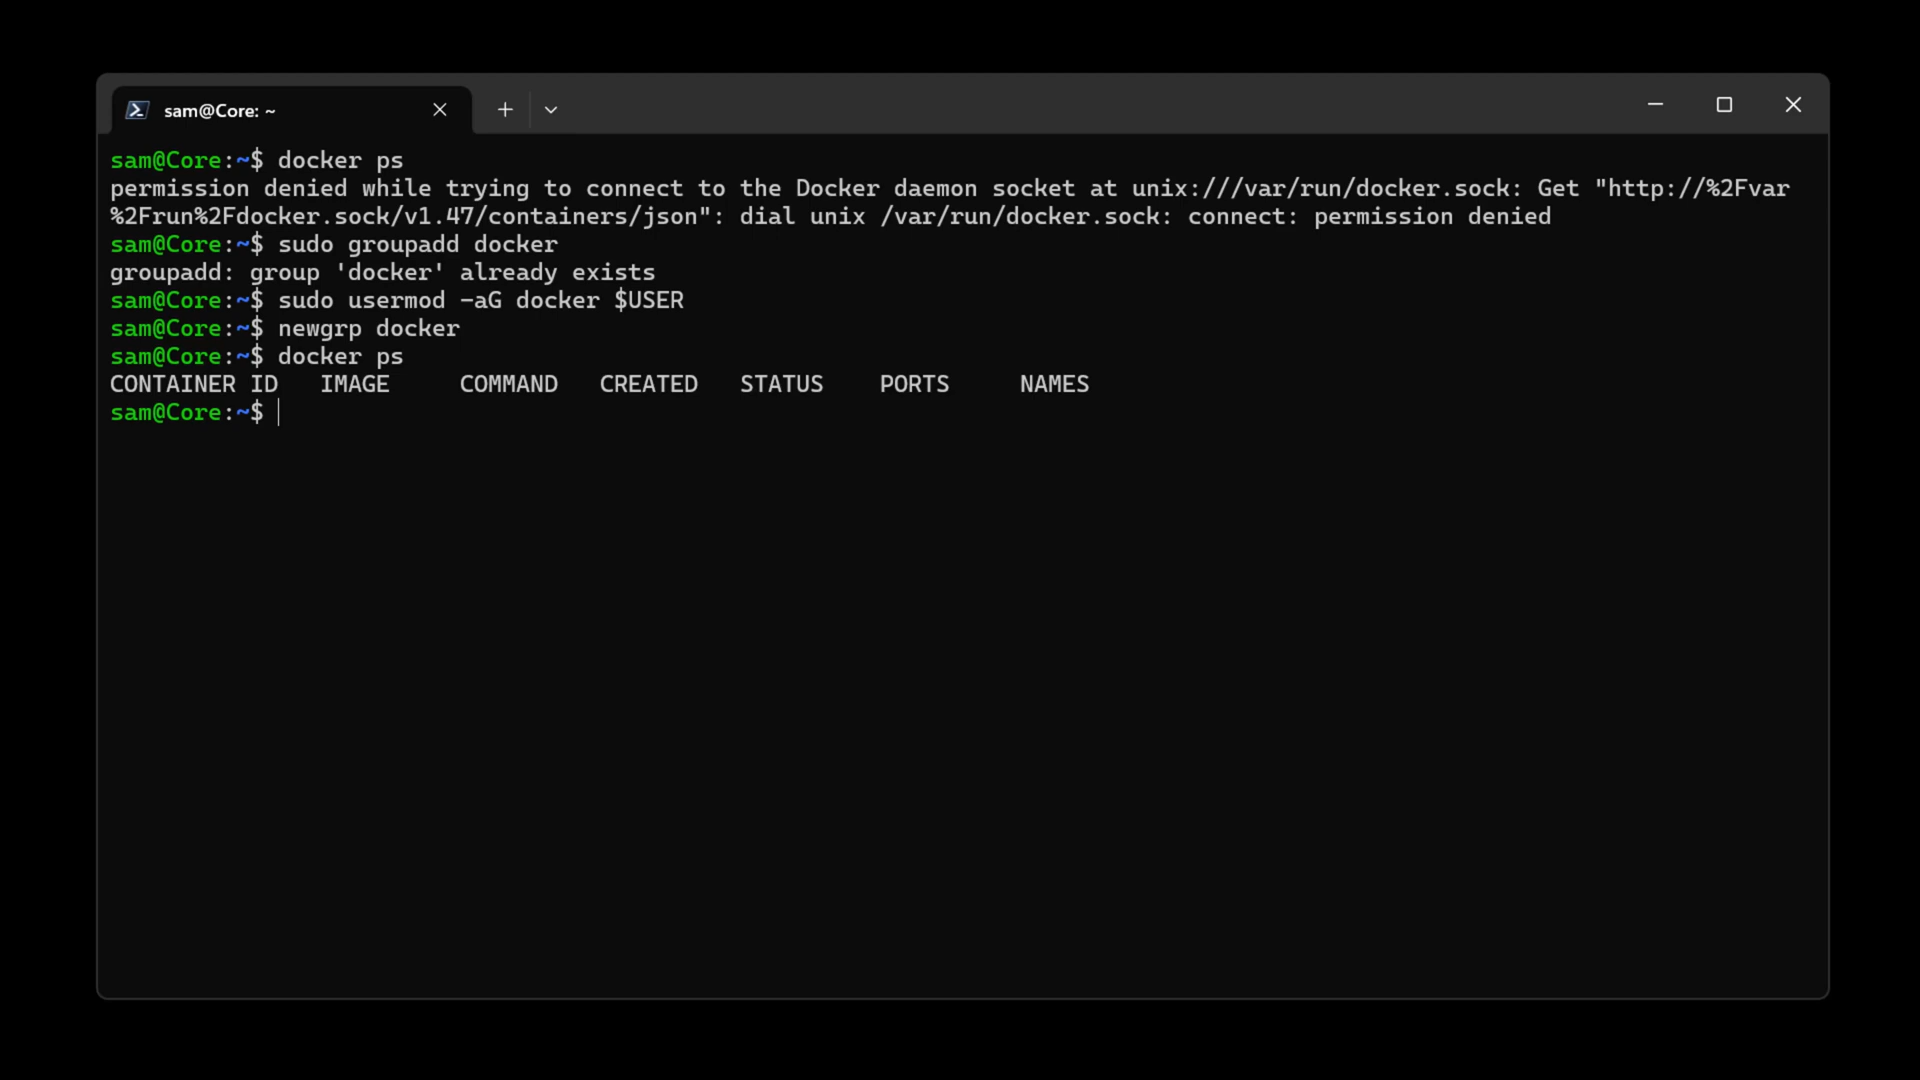 sam@Core: ~
sam@Core:~$ docker ps
permission denied while trying to connect to the Docker daemon socket at unix:///var/run/docker.sock: Get "http://%2Fvar
%2Frun%2Fdocker.sock/v1.47/containers/json": dial unix /var/run/docker.sock: connect: permission denied
sam@Core:~$ sudo groupadd docker
groupadd: group 'docker' already exists
sam@Core:~$ sudo usermod -aG docker $USER
sam@Core:~$ newgrp docker
sam@Core:~$ docker ps
CONTAINER ID   IMAGE     COMMAND   CREATED   STATUS    PORTS     NAMES
sam@Core:~$